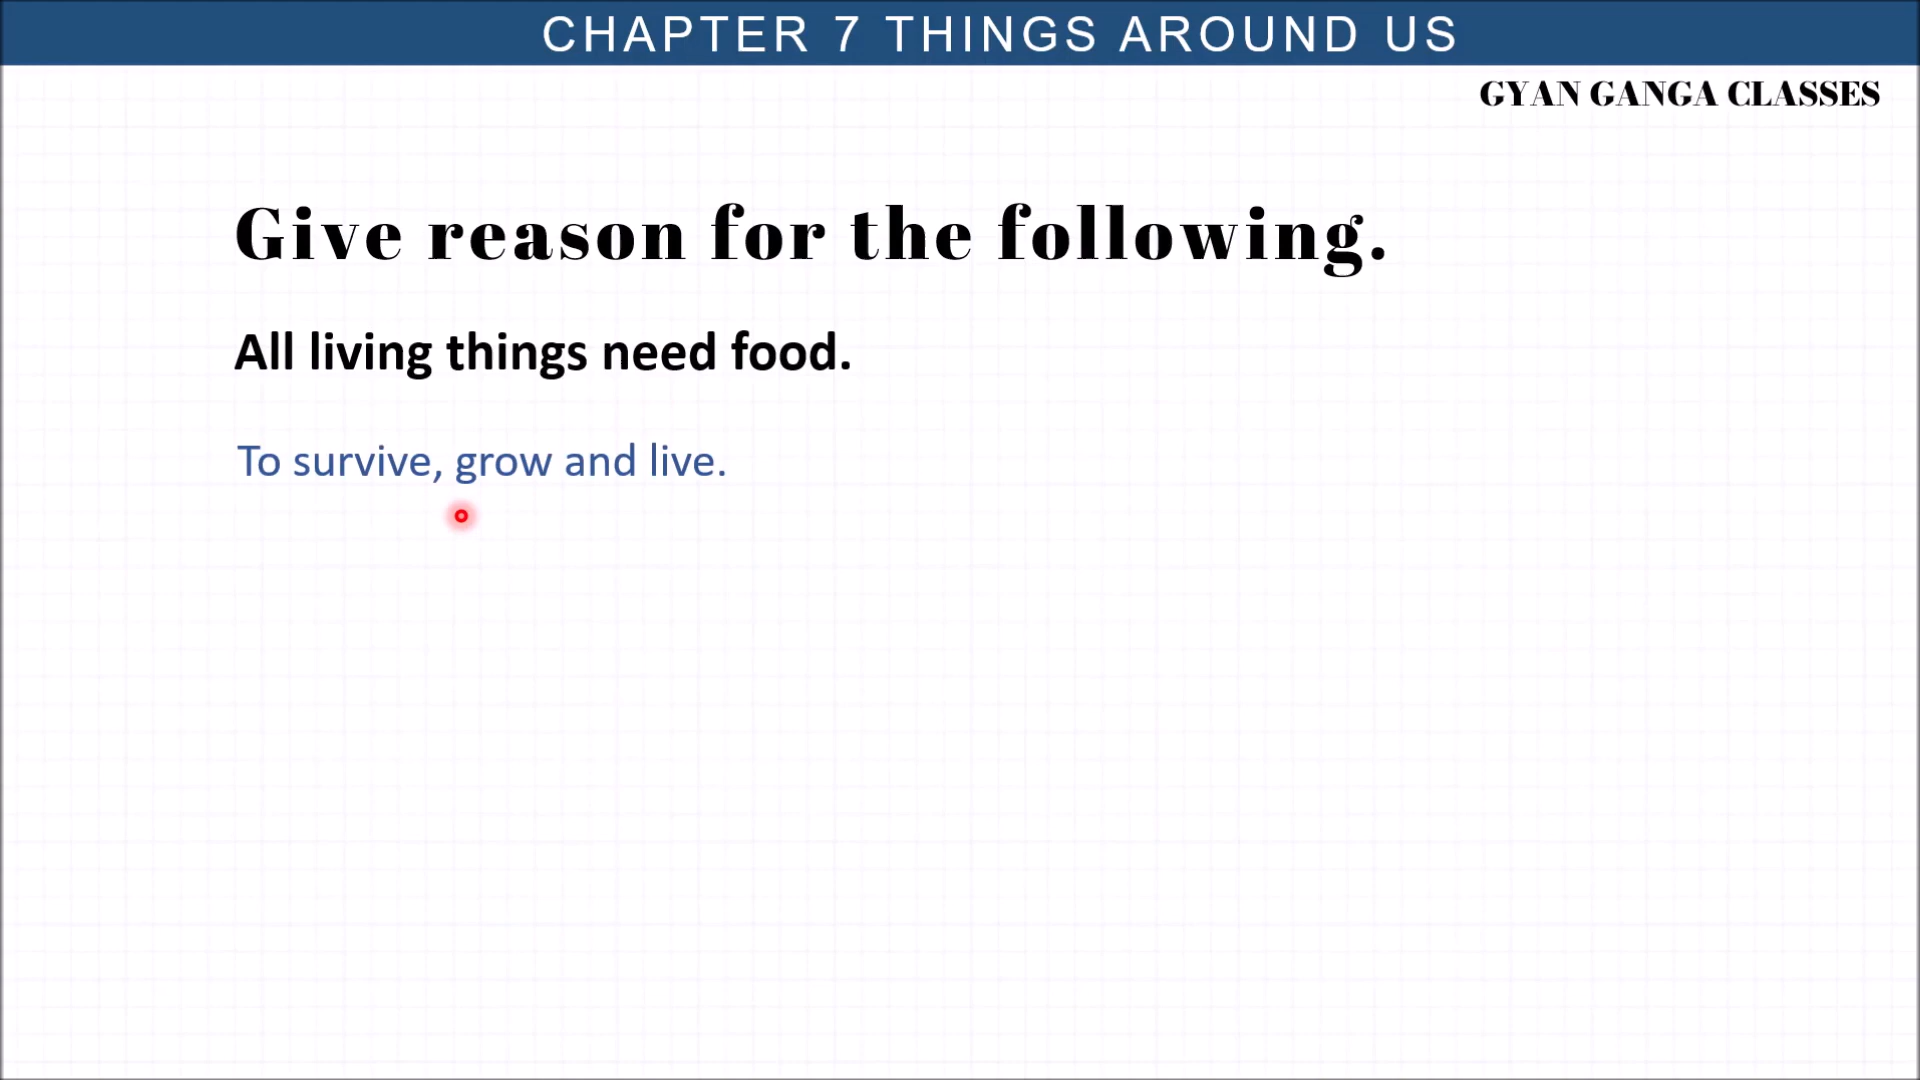 CHAPTER 7 THINGS AROUND US
GYAN GANGA CLASSES
Give reason for the following.
All living things need food.
To survive, grow and live.